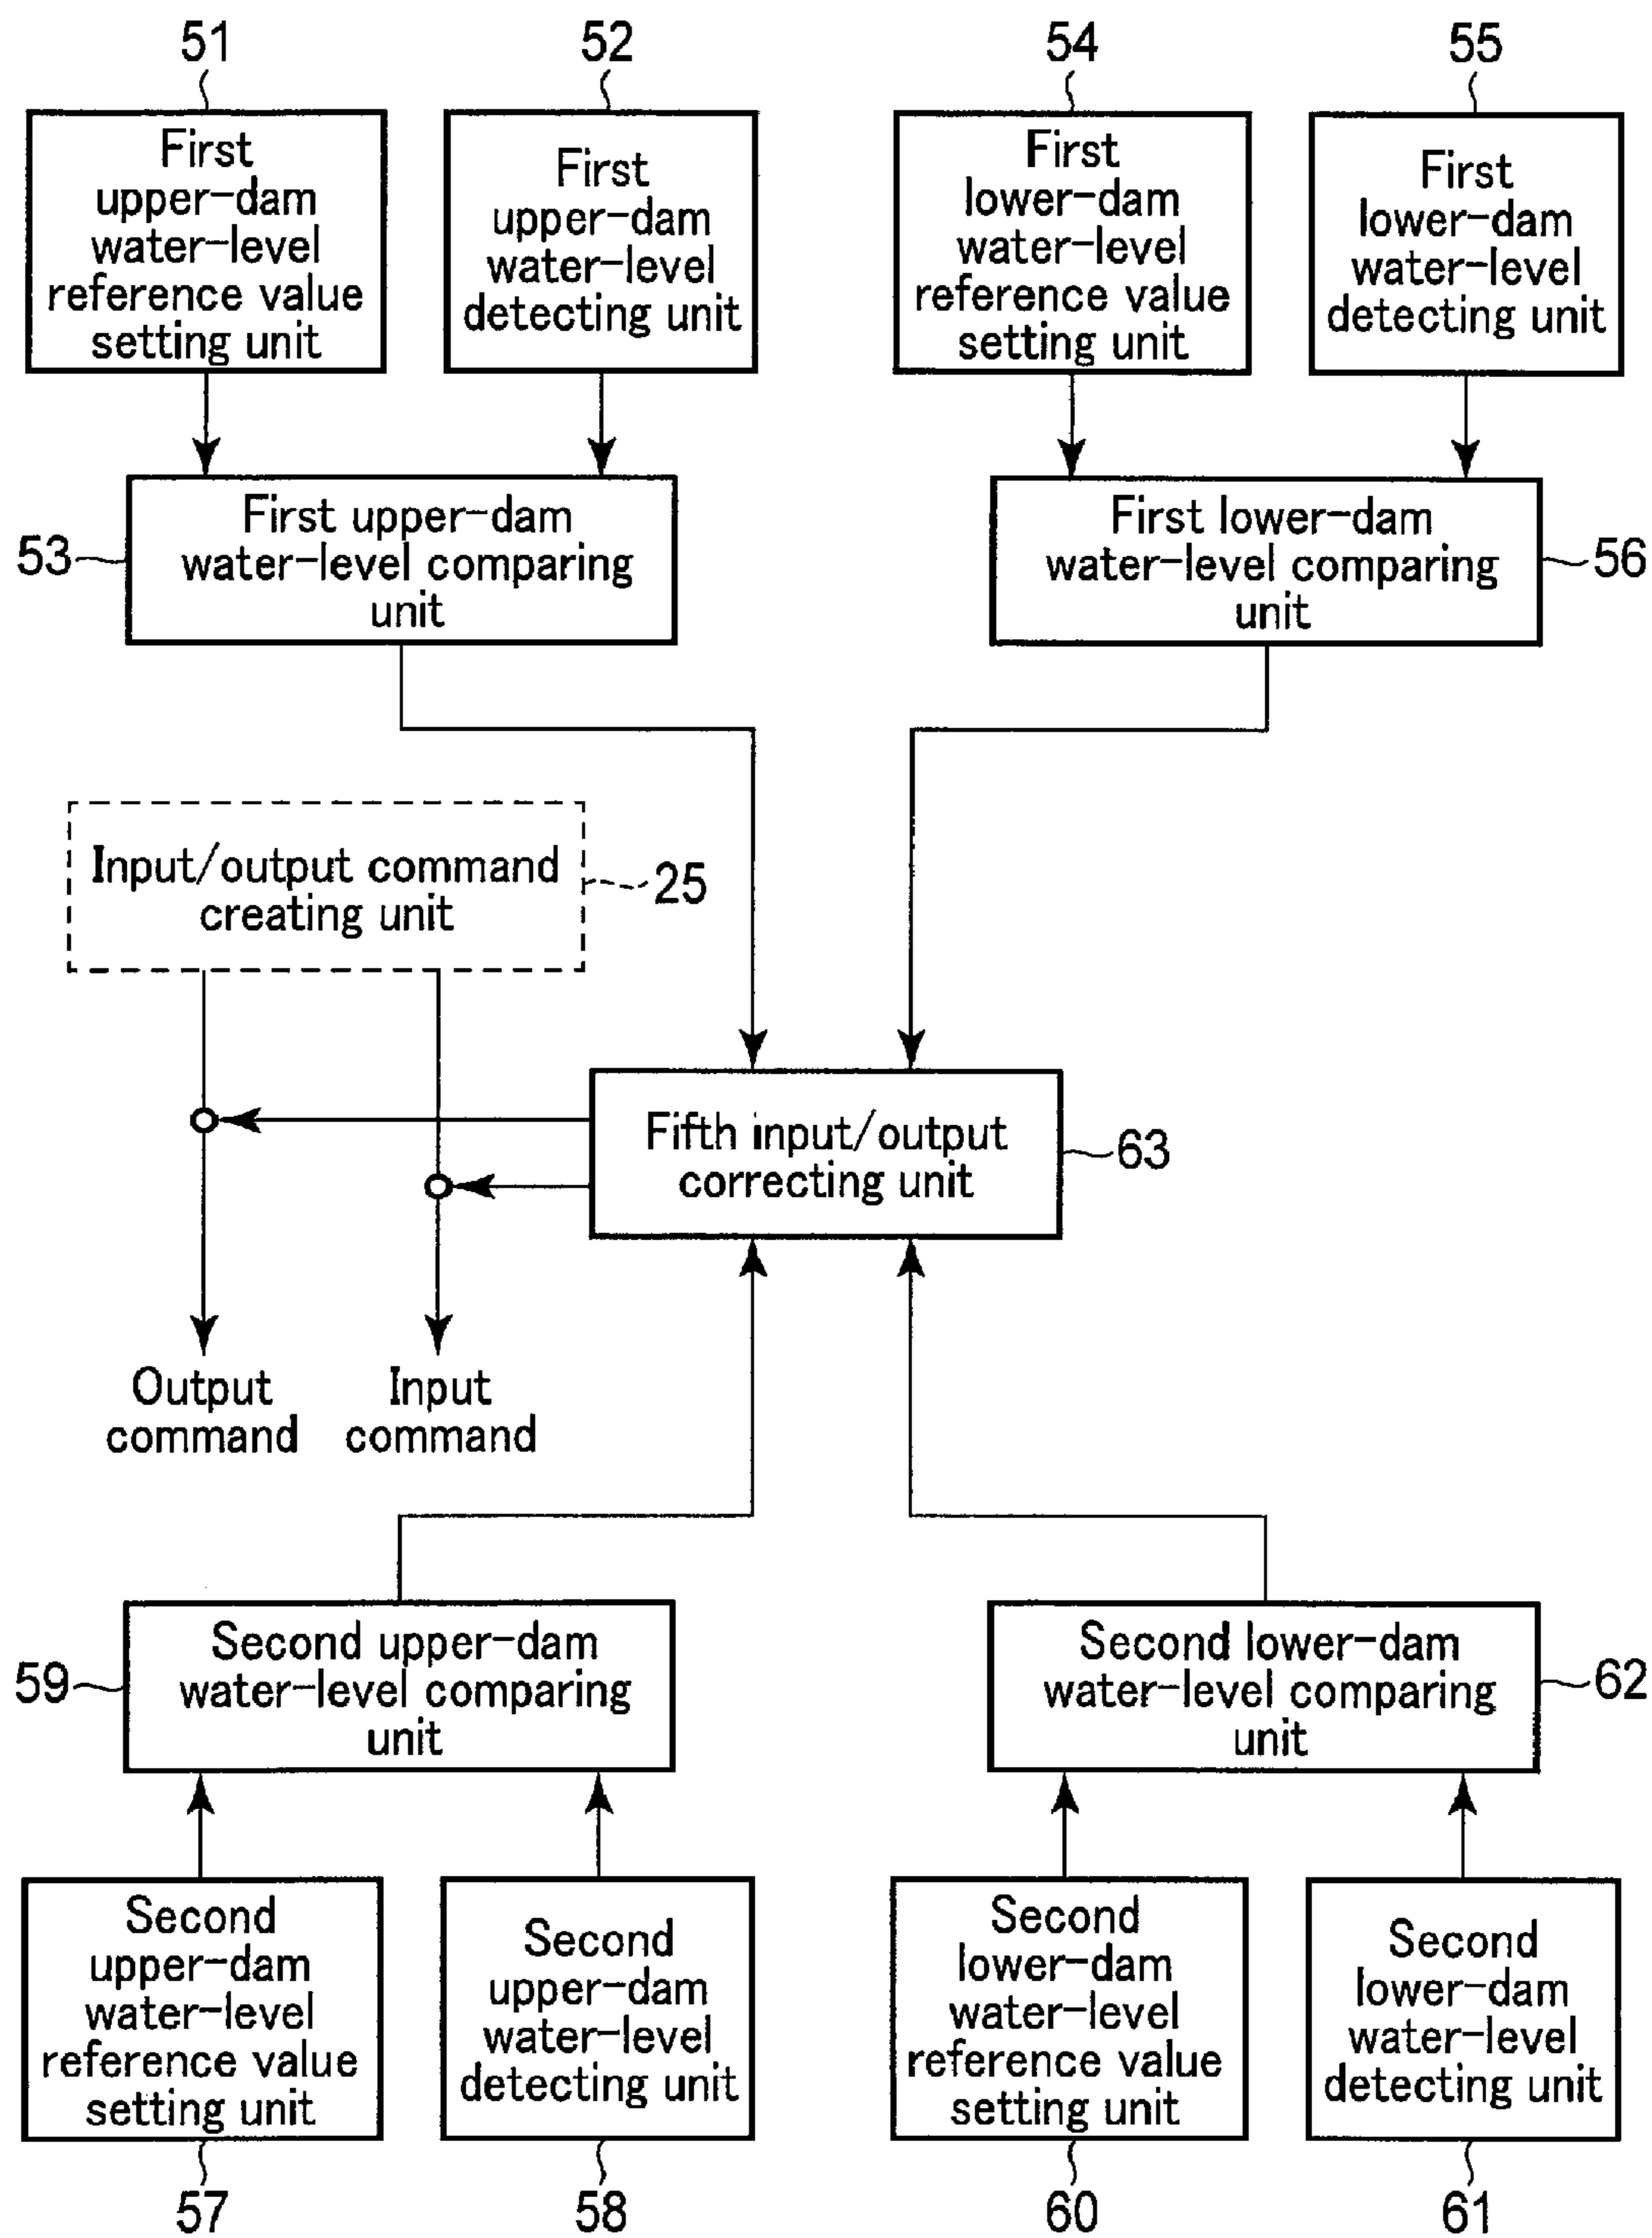 51
52
54
55
First
upper-dam
water-level
reference value
setting unit
First
upper-dam
water-level
detecting unit
First
lower-dam
water-level
reference value
setting unit
First
lower-dam
water-level
detecting unit
53
First upper-dam
water-level comparing
unit
First lower-dam
water-level comparing
unit
56
Input/output command
creating unit
25
Fifth input/output
correcting unit
63
Output
command
Input
command
59
Second upper-dam
water-level comparing
unit
Second lower-dam
water-level comparing
unit
62
Second
upper-dam
water-level
reference value
setting unit
Second
upper-dam
water-level
detecting unit
Second
lower-dam
water-level
reference value
setting unit
Second
lower-dam
water-level
detecting unit
57
58
60
61